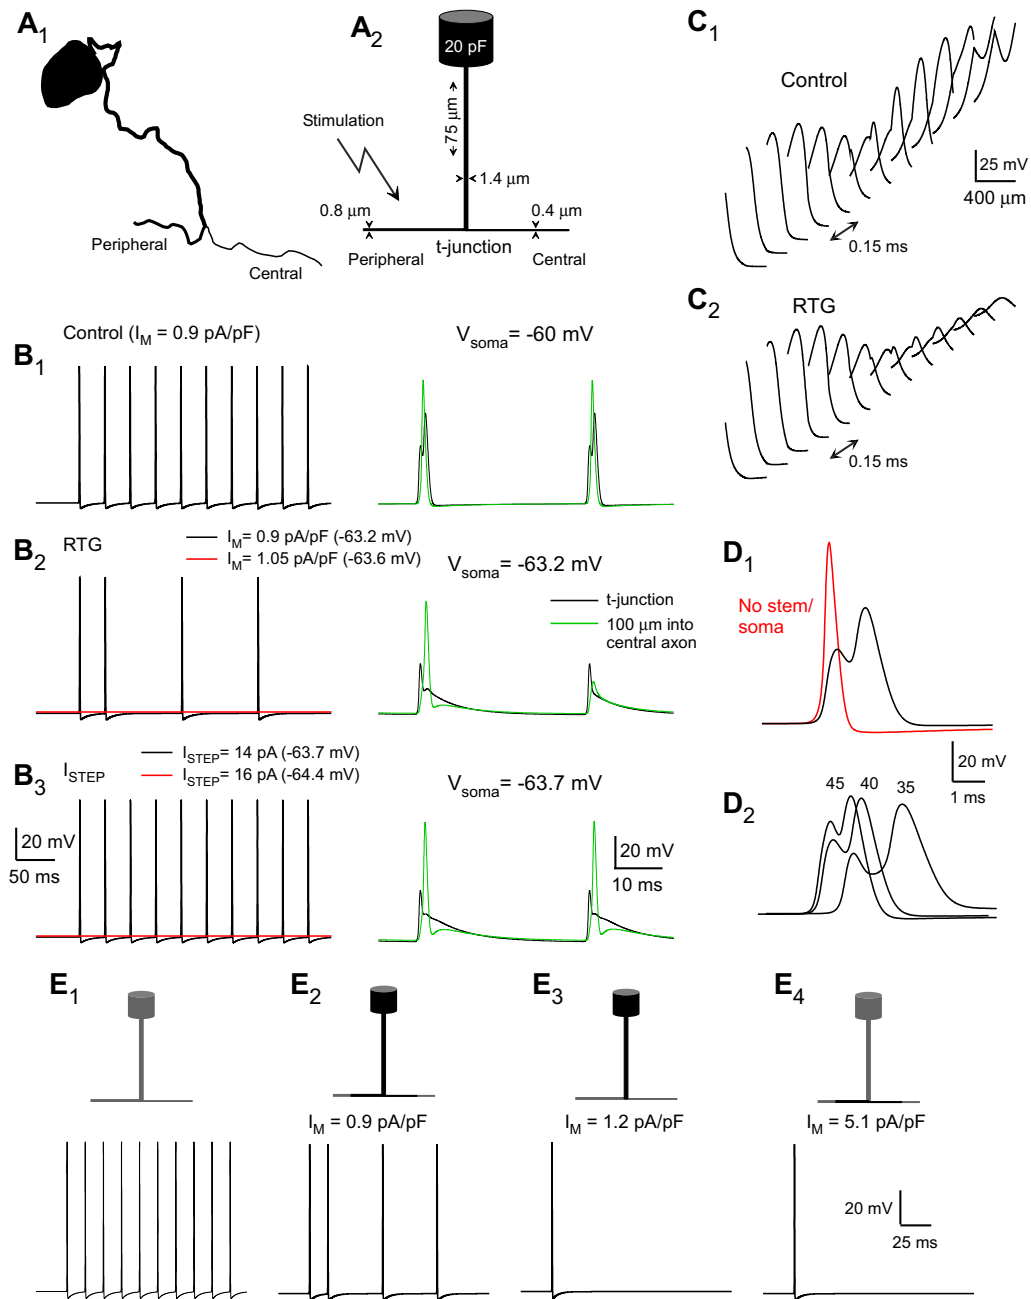 A1
Peripheral
Central
A2
20 pF
75 µm
Stimulation
1.4 µm
0.8 µm
0.4 µm
t-junction
Peripheral
Central
C1
Control
25 mV
400 µm
0.15 ms
C2
RTG
0.15 ms
B1
Control (IM = 0.9 pA/pF)
Vsoma= -60 mV
B2
RTG
IM= 0.9 pA/pF (-63.2 mV)
IM= 1.05 pA/pF (-63.6 mV)
Vsoma= -63.2 mV
t-junction
100 µm into
central axon
B3
ISTEP
ISTEP= 14 pA (-63.7 mV)
ISTEP= 16 pA (-64.4 mV)
Vsoma= -63.7 mV
20 mV
50 ms
20 mV
10 ms
D1
No stem/
soma
20 mV
1 ms
D2
45
40
35
E1
E2
IM = 0.9 pA/pF
E3
IM = 1.2 pA/pF
E4
IM = 5.1 pA/pF
20 mV
25 ms